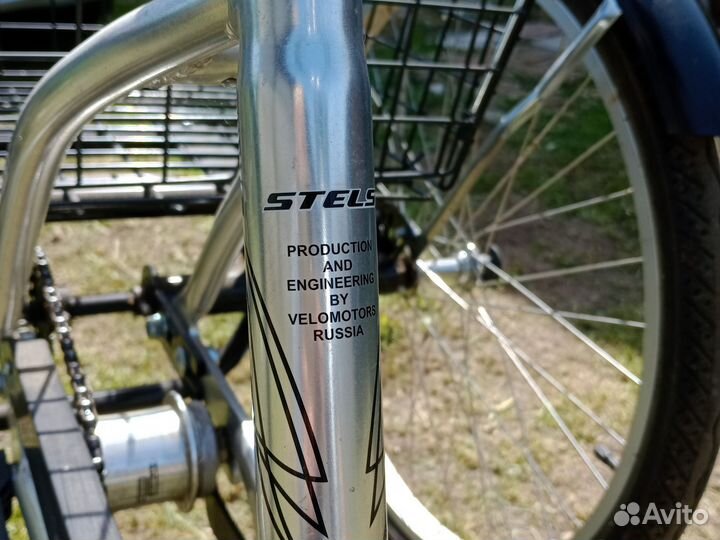 STELS
PRODUCTION
AND
ENGINEERING
BY
VELOMOTORS
RUSSIA
Avito